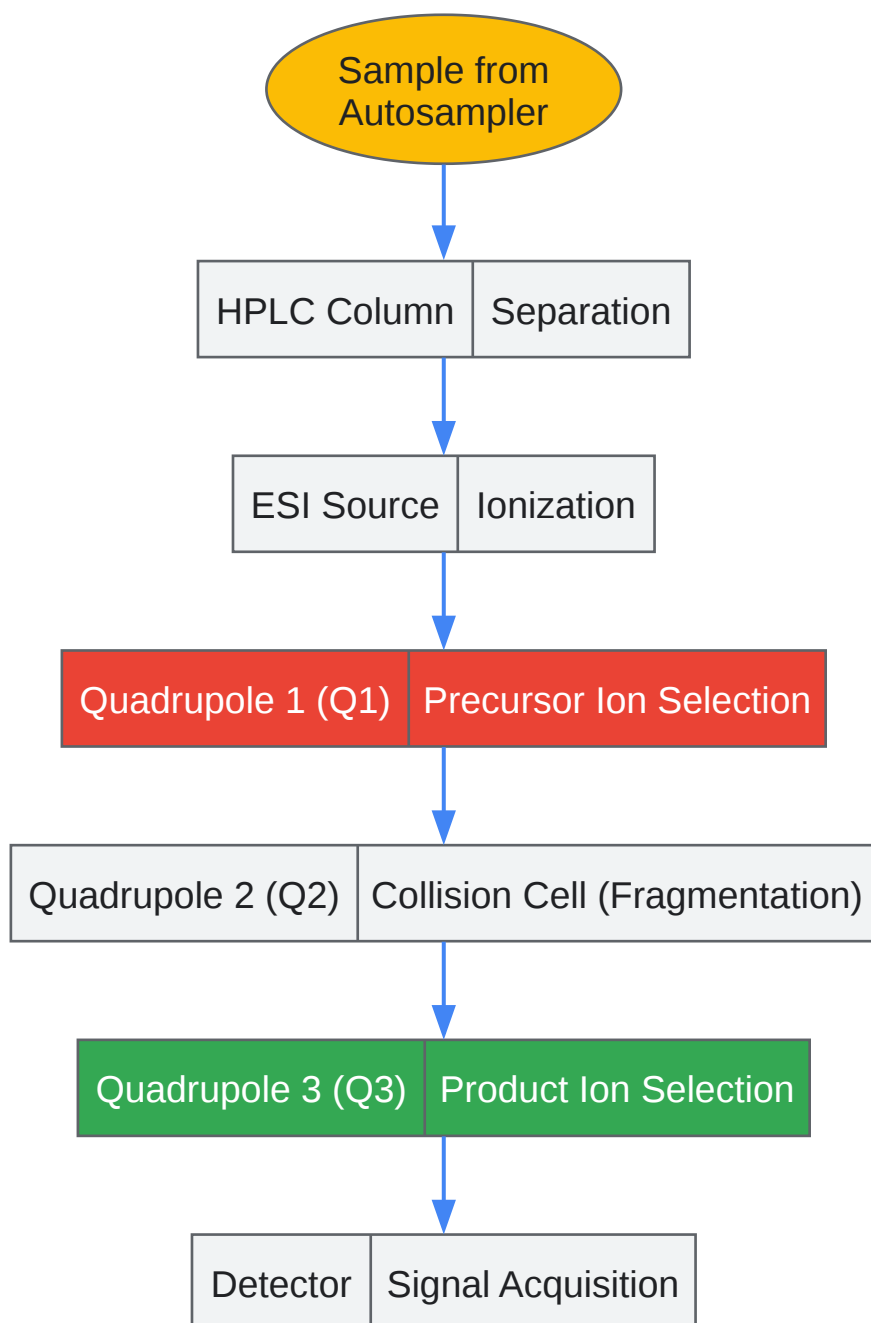 Sample from
Autosampler
HPLC Column Separation
ESI Source Ionization
Quadrupole 1 (Q1) Precursor Ion Selection
Quadrupole 2 (Q2) Collision Cell (Fragmentation)
Quadrupole 3 (Q3) Product Ion Selection
Detector Signal Acquisition